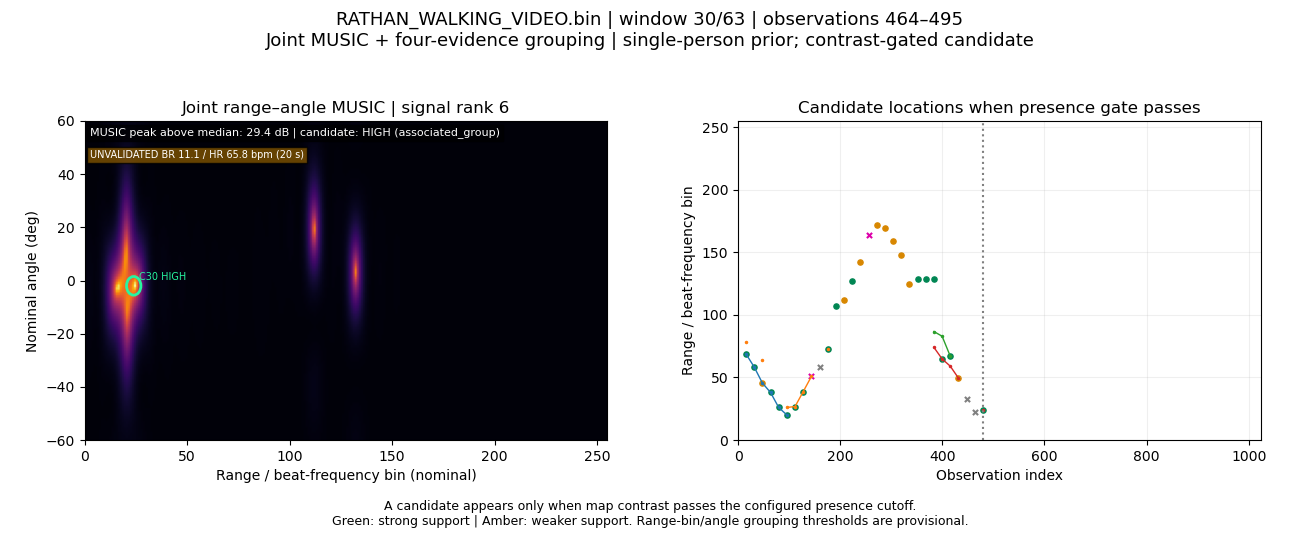 RATHAN_WALKING_VIDEO.bin | window 30/63 | observations 464–495
Joint MUSIC + four-evidence grouping | single-person prior; contrast-gated candidate
Joint range–angle MUSIC | signal rank 6
MUSIC peak above median: 29.4 dB | candidate: HIGH (associated_group)
UNVALIDATED BR 11.1 / HR 65.8 bpm (20 s)
C30 HIGH
Nominal angle (deg)
60
40
20
0
−20
−40
−60
0 50 100 150 200 250
Range / beat-frequency bin (nominal)
Candidate locations when presence gate passes
Range / beat-frequency bin
250
200
150
100
50
0
0 200 400 600 800 1000
Observation index
A candidate appears only when map contrast passes the configured presence cutoff.
Green: strong support | Amber: weaker support. Range-bin/angle grouping thresholds are provisional.